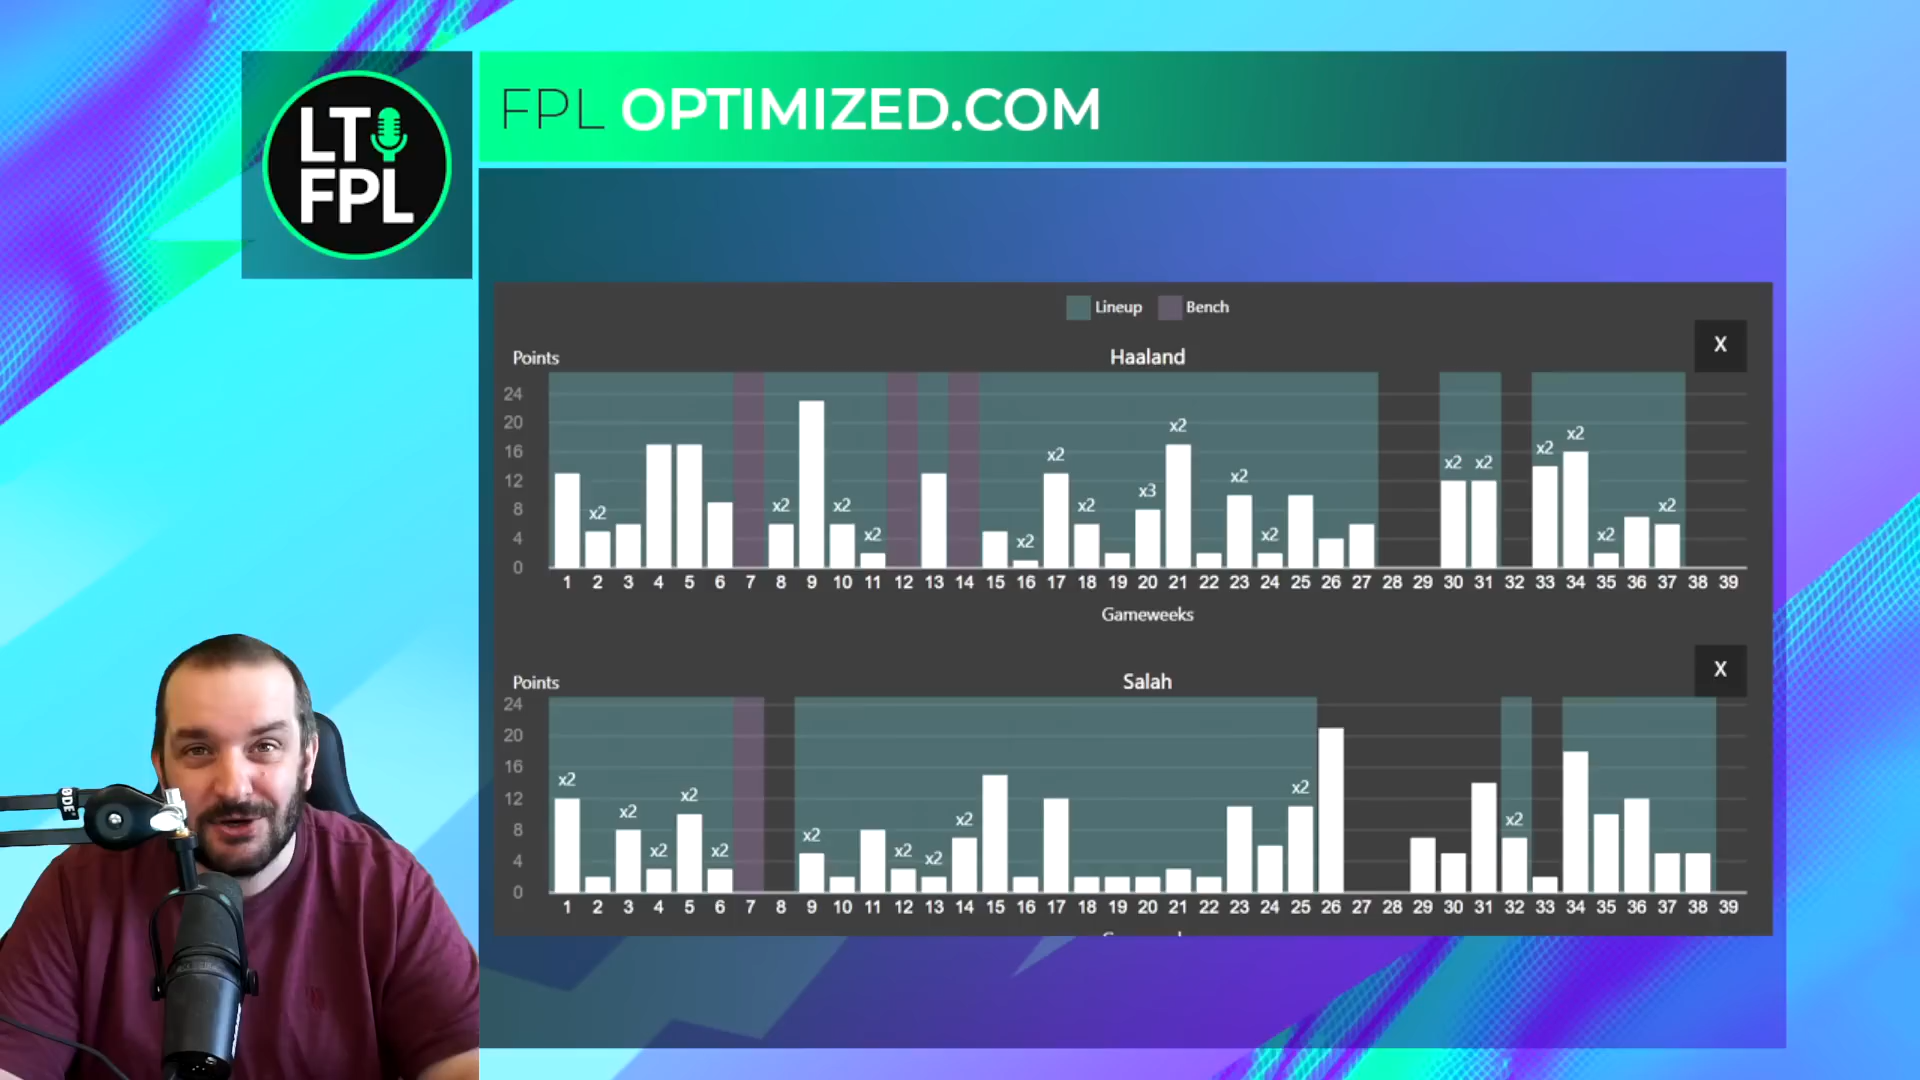 LT
FPL
FPL OPTIMIZED.COM
Lineup Bench
X
Points Haaland
24
20
16
12
8
4
0
x2 x2 x2 x2 x2 x2 x2 x3 x2 x2 x2 x2 x2 x2 x2 x2 x2
1 2 3 4 5 6 7 8 9 10 11 12 13 14 15 16 17 18 19 20 21 22 23 24 25 26 27 28 29 30 31 32 33 34 35 36 37 38 39
Gameweeks
X
Points Salah
24
20
16
12
8
4
0
x2 x2 x2 x2 x2 x2 x2 x2 x2 x2 x2
1 2 3 4 5 6 7 8 9 10 11 12 13 14 15 16 17 18 19 20 21 22 23 24 25 26 27 28 29 30 31 32 33 34 35 36 37 38 39